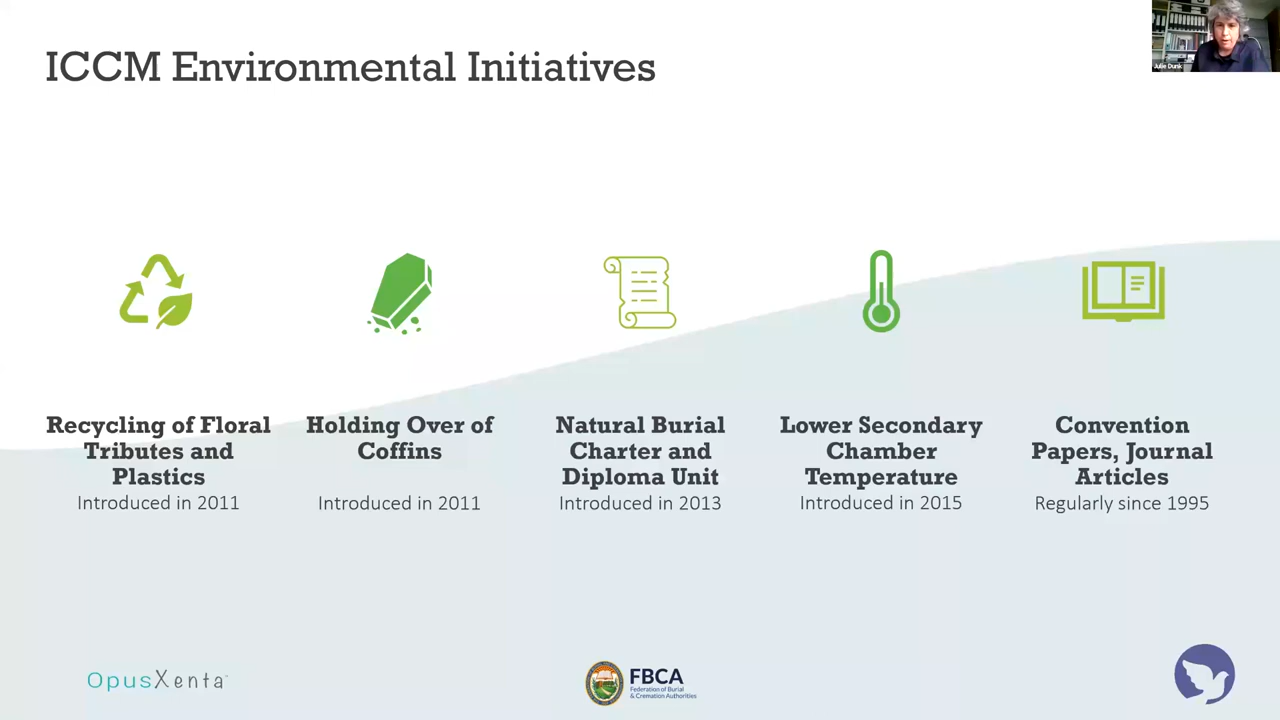 ICCM Environmental Initiatives
Julie Dunk
Recycling of Floral
Tributes and
Plastics
Introduced in 2011
Holding Over of
Coffins
Introduced in 2011
Natural Burial
Charter and
Diploma Unit
Introduced in 2013
Lower Secondary
Chamber
Temperature
Introduced in 2015
Convention
Papers, Journal
Articles
Regularly since 1995
OpusXenta
FBCA
Federation of Burial
& Cremation Authorities